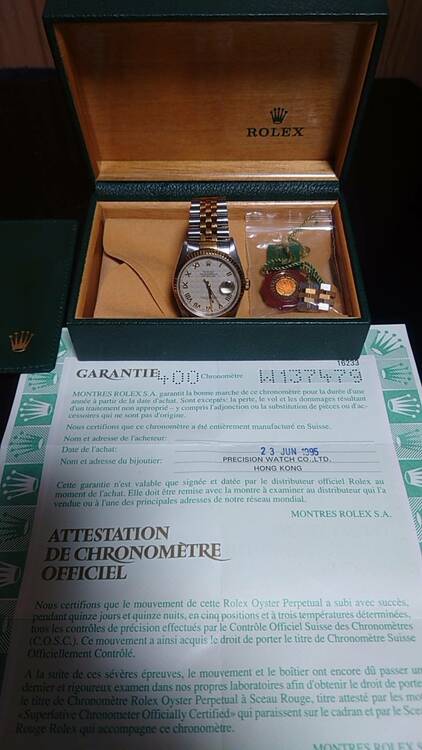 ROLEX
16233
GARANTIE 400 Chronomètre W137479
MONTRES ROLEX S.A. garantit la bonne marche de ce chronomètre pour la durée d'une
année à partir de la date d'achat. Sont exceptés: la perte, le vol et les dommages résultant
d'un traitement non approprié – y compris l'adjonction ou la substitution de pièces ou d'ac-
cessoires qui ne sont pas d'origine.
Nous certifions que ce chronomètre a été entièrement manufacturé en Suisse.
Nom et adresse de l'acheteur:
Date de l'achat: 23 JUN 1995
Nom et adresse du bijoutier: PRECISION WATCH CO., LTD.
HONG KONG
Cette garantie n'est valable que signée et datée par le distributeur officiel Rolex au
moment de l'achat. Elle doit être remise avec la montre à examiner au distributeur qui l'a
vendue ou à l'une des principales adresses de notre réseau mondial.
MONTRES ROLEX S.A.
ATTESTATION
DE CHRONOMÈTRE
OFFICIEL
Nous certifions que le mouvement de cette Rolex Oyster Perpetual a subi avec succès,
pendant quinze jours et quinze nuits, en cinq positions et à trois températures déterminées,
tous les contrôles de précision effectués par le Contrôle Officiel Suisse des Chronomètres
(C.O.S.C.). Ce mouvement a ainsi acquis le droit de porter le titre de Chronomètre Suisse
Officiellement Contrôlé.
A la suite de ces sévères épreuves, le mouvement et le boîtier ont encore dû passer un
dernier et rigoureux examen dans nos propres laboratoires afin d'obtenir le droit de porter
le titre de Chronomètre Rolex Oyster Perpetual à Sceau Rouge, titre attesté par les mots
«Superlative Chronometer Officially Certified» qui paraissent sur le cadran et par le Sceau
Rouge Rolex qui accompagne ce chronomètre.
MONTRES ROLEX S.A.